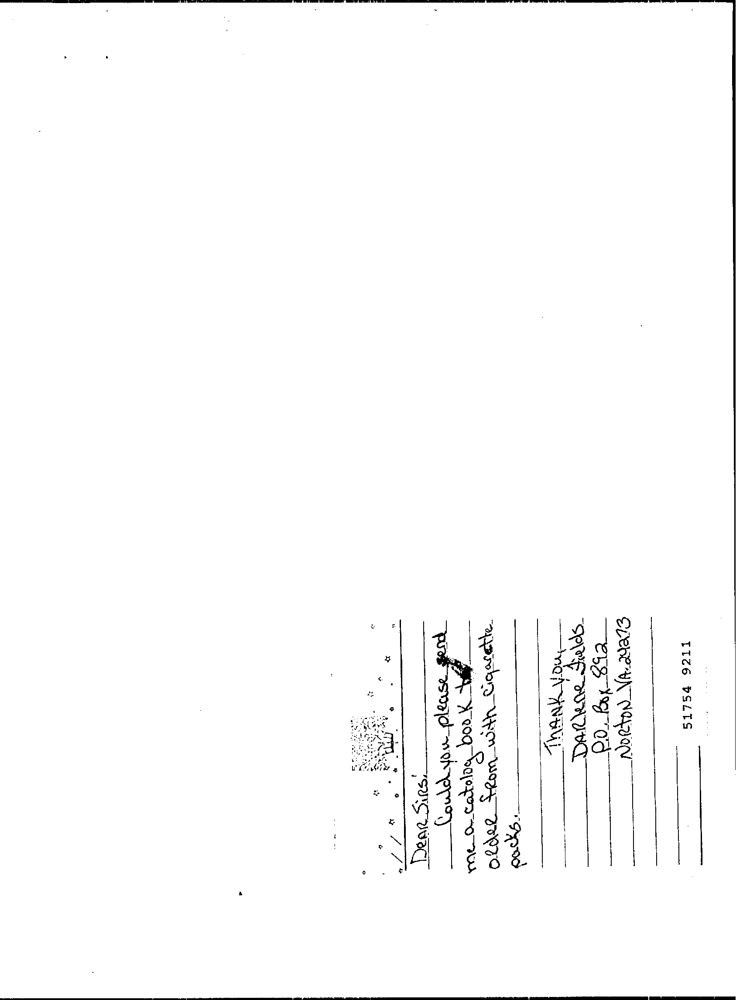 DEAR SIRS;
Could you please send
me a catolog book to
order from with cigarette
packs.
THANK YOU,
DARlene Fields
P.O. Box 892
NORTON VA. 24273
51754 9211